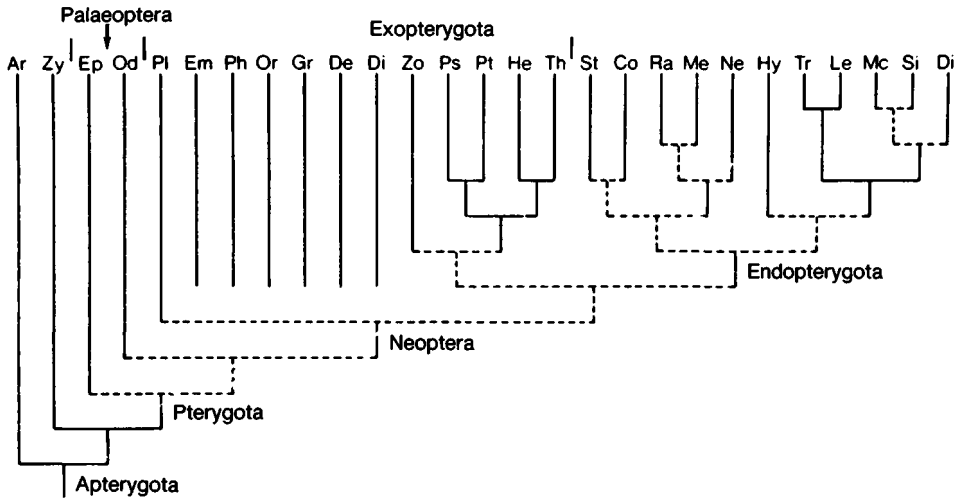 Palaeoptera
Exopterygota
Ar Zy Ep Od Pl Em Ph Or Gr De Di Zo Ps Pt He Th St Co Ra Me Ne Hy Tr Le Mc Si Di
Endopterygota
Neoptera
Pterygota
Apterygota